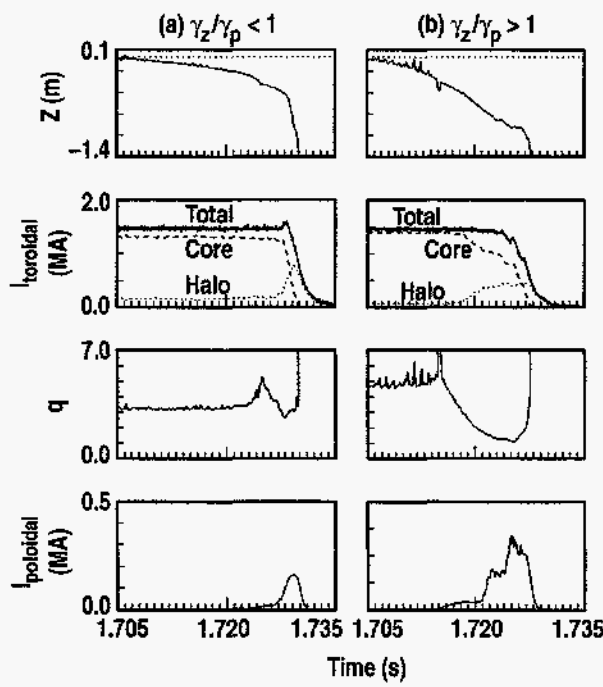 (a) γz/γp < 1
(b) γz/γp > 1
0.1
Z (m)
−1.4
2.0
Itoroidal
(MA)
0.0
Total
Core
Halo
Total
Core
Halo
7.0
q
0.0
0.5
Ipoloidal
(MA)
0.0
1.705 1.720 1.735
1.705 1.720 1.735
Time (s)